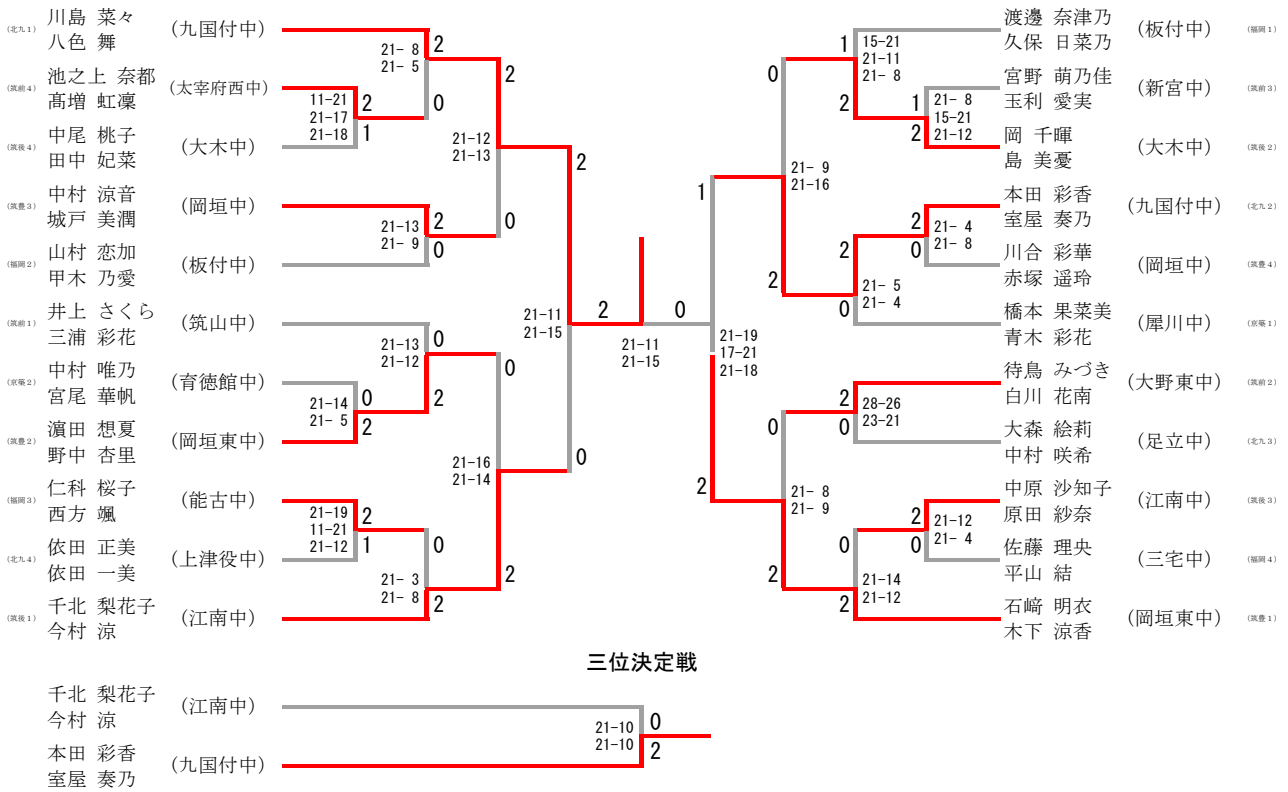 (北九1) 川島 菜々 (九国付中)
八色 舞
(筑前4) 池之上 奈都 (太宰府西中)
髙増 虹凜
(筑後4) 中尾 桃子 (大木中)
田中 妃菜
(筑豊3) 中村 涼音 (岡垣中)
城戸 美潤
(福岡2) 山村 恋加 (板付中)
甲木 乃愛
(筑前1) 井上 さくら (筑山中)
三浦 彩花
(京築2) 中村 唯乃 (育徳館中)
宮尾 華帆
(筑豊2) 濵田 想夏 (岡垣東中)
野中 杏里
(福岡3) 仁科 桜子 (能古中)
西方 颯
(北九4) 依田 正美 (上津役中)
依田 一美
(筑後1) 千北 梨花子 (江南中)
今村 涼
21- 8
21- 5
2
0
11-21
21-17
21-18
2
1
21-12
21-13
2
0
21-13
21- 9
2
0
21-11
21-15
2
0
21-13
21-12
0
2
21-14
21- 5
0
2
21-16
21-14
0
2
21-19
11-21
21-12
2
1
21- 3
21- 8
0
2
2
0
21-11
21-15
渡邊 奈津乃 (板付中) (福岡1)
久保 日菜乃
宮野 萌乃佳 (新宮中) (筑前3)
玉利 愛実
岡 千暉 (大木中) (筑後2)
島 美憂
本田 彩香 (九国付中) (北九2)
室屋 奏乃
川合 彩華 (岡垣中) (筑豊4)
赤塚 遥玲
橋本 果菜美 (犀川中) (京築1)
青木 彩花
待鳥 みづき (大野東中) (筑前2)
白川 花南
大森 絵莉 (足立中) (北九3)
中村 咲希
中原 沙知子 (江南中) (筑後3)
原田 紗奈
佐藤 理央 (三宅中) (福岡4)
平山 結
石﨑 明衣 (岡垣東中) (筑豊1)
木下 涼香
1
2
15-21
21-11
21- 8
1
2
21- 8
15-21
21-12
0
2
21- 9
21-16
2
0
21- 4
21- 8
2
0
21- 5
21- 4
1
2
21-19
17-21
21-18
2
0
28-26
23-21
0
2
21- 8
21- 9
2
0
21-12
21- 4
0
2
21-14
21-12
三位決定戦
千北 梨花子 (江南中)
今村 涼
本田 彩香 (九国付中)
室屋 奏乃
21-10
21-10
0
2